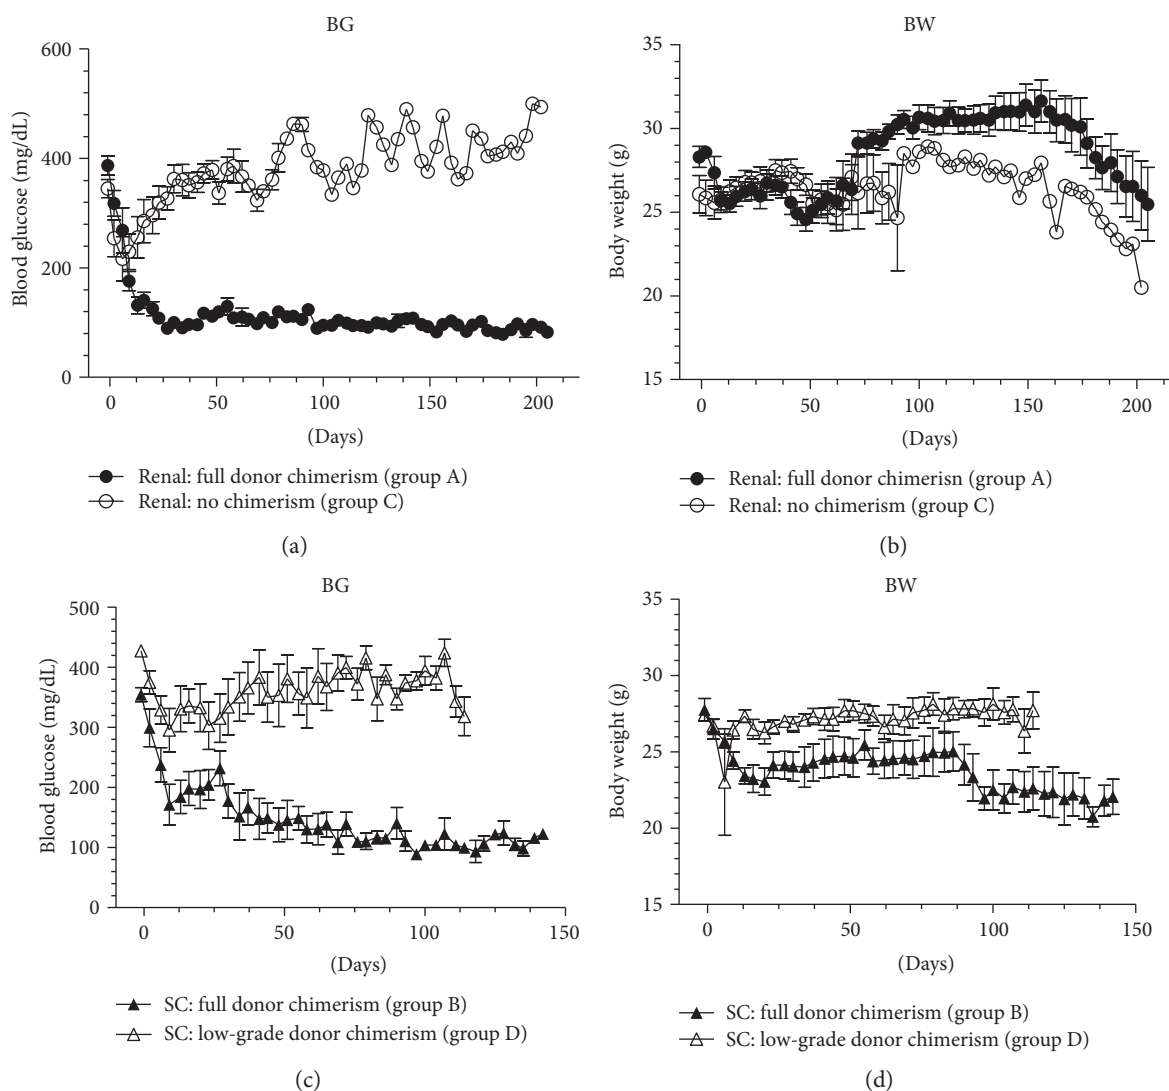 BG
600
400
200
0
Blood glucose (mg/dL)
0 50 100 150 200
(Days)
Renal: full donor chimerism (group A)
Renal: no chimerism (group C)
(a)
BW
35
30
25
20
15
Body weight (g)
0 50 100 150 200
(Days)
Renal: full donor chimerisn (group A)
Renal: no chimerism (group C)
(b)
BG
500
400
300
200
100
0
Blood glucose (mg/dL)
0 50 100 150
(Days)
SC: full donor chimerism (group B)
SC: low-grade donor chimerism (group D)
(c)
BW
35
30
25
20
15
Body weight (g)
0 50 100 150
(Days)
SC: full donor chimerism (group B)
SC: low-grade donor chimerism (group D)
(d)